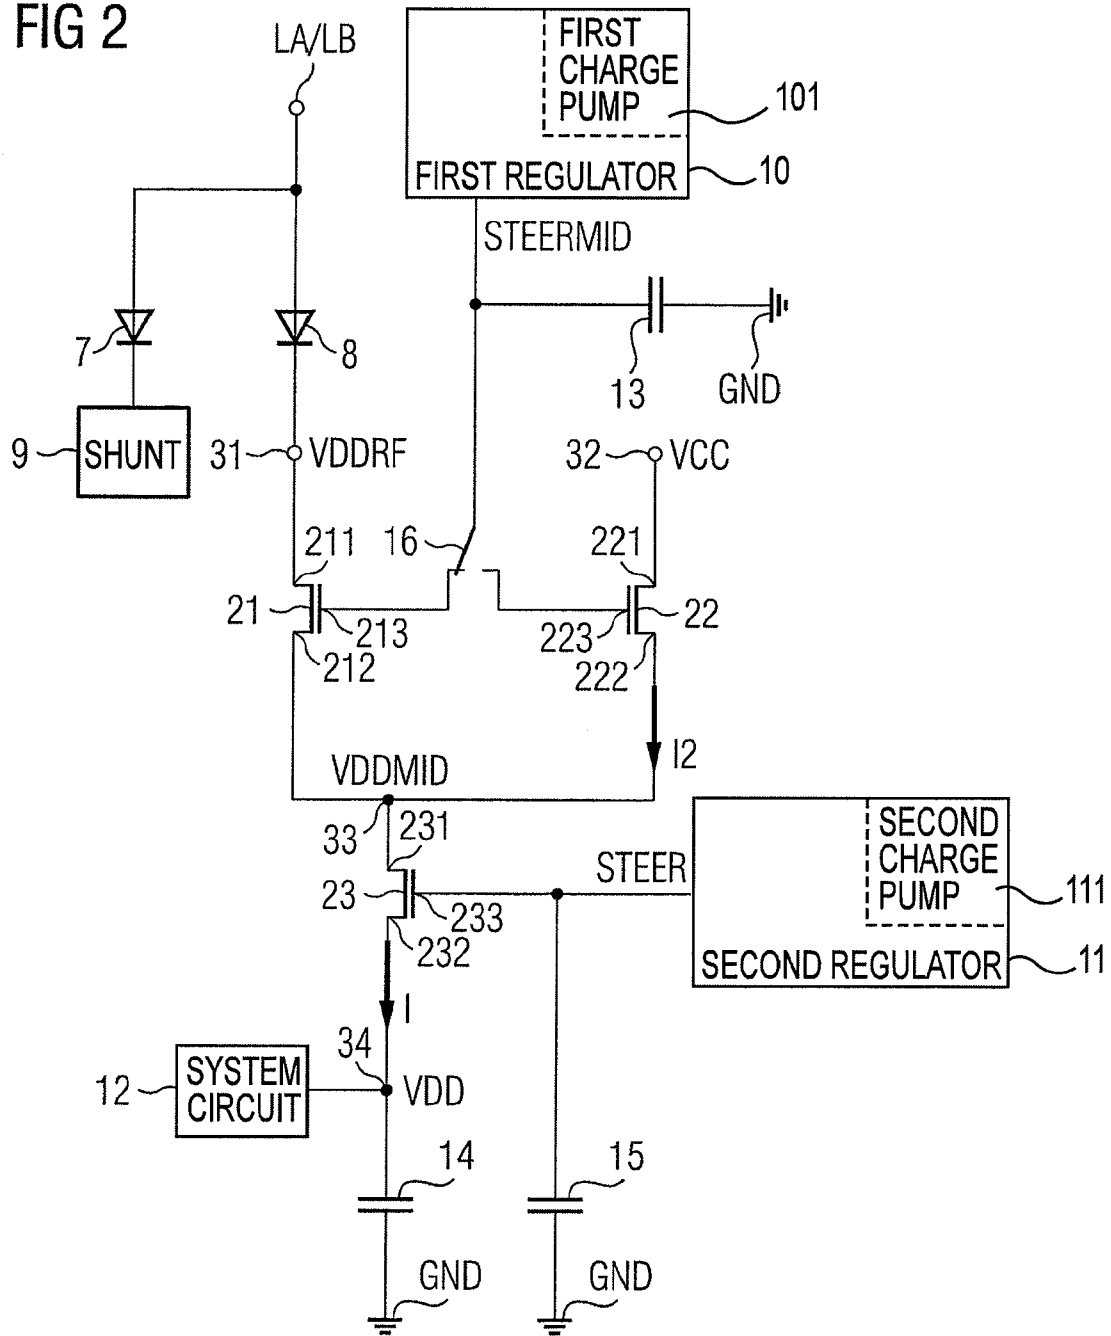 FIG 2
LA/LB
FIRST
CHARGE
PUMP
101
FIRST REGULATOR
10
STEERMID
7
8
13
GND
9
SHUNT
31
VDDRF
32
VCC
211
16
221
21
213
223
22
212
222
I2
VDDMID
33
231
SECOND
CHARGE
PUMP
STEER
23
233
111
232
SECOND REGULATOR
11
I
34
12
SYSTEM
CIRCUIT
VDD
14
15
GND
GND